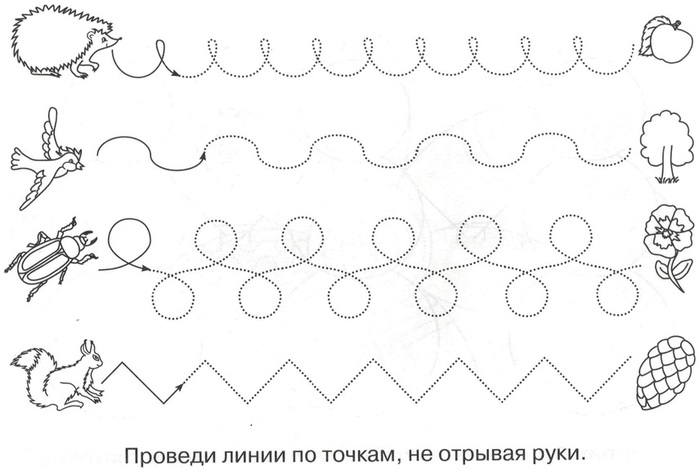 Проведи линии по точкам, не отрывая руки.